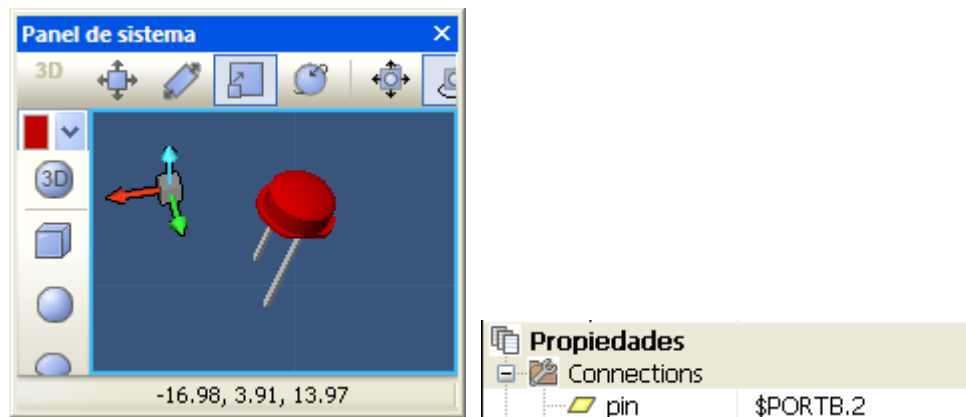 Panel de sistema
3D
3D
-16.98, 3.91, 13.97
Propiedades
Connections
pin $PORTB.2